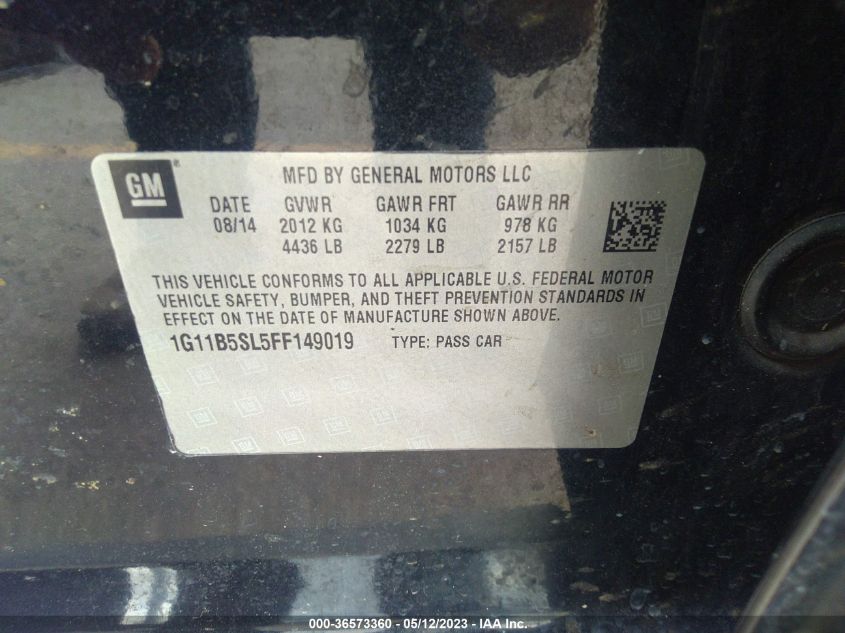 GM
MFD BY GENERAL MOTORS LLC
DATE GVWR GAWR FRT GAWR RR
08/14 2012 KG 1034 KG 978 KG
4436 LB 2279 LB 2157 LB
THIS VEHICLE CONFORMS TO ALL APPLICABLE U.S. FEDERAL MOTOR
VEHICLE SAFETY, BUMPER, AND THEFT PREVENTION STANDARDS IN
EFFECT ON THE DATE OF MANUFACTURE SHOWN ABOVE.
1G11B5SL5FF149019 TYPE: PASS CAR
000-36573360 - 05/12/2023 - IAA Inc.